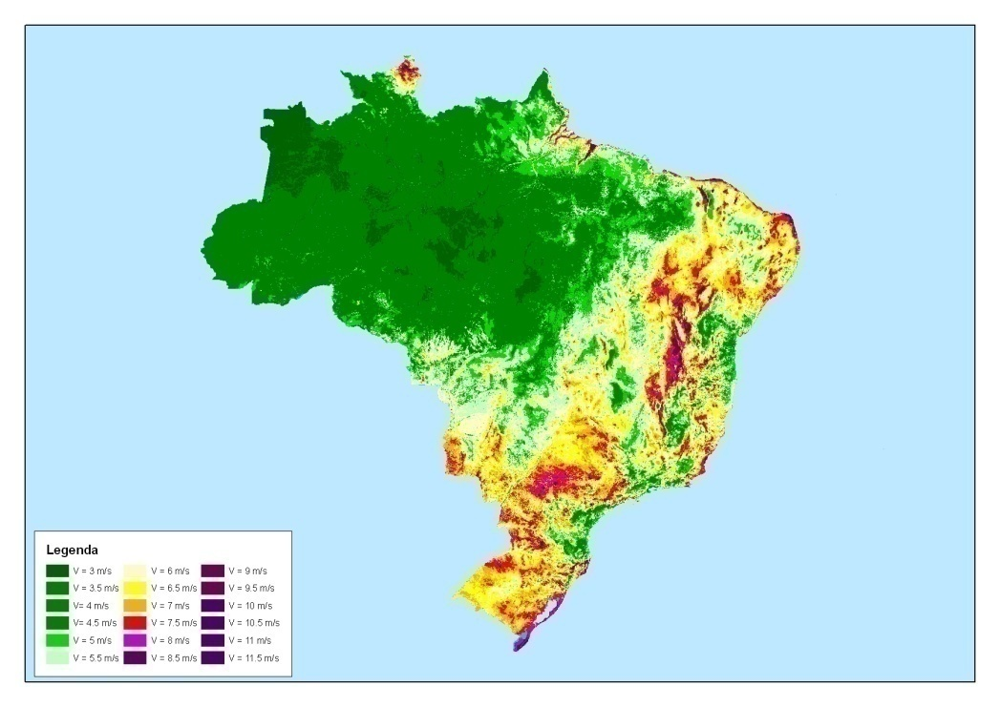 Legenda
V = 3 m/s
V = 3.5 m/s
V= 4 m/s
V= 4.5 m/s
V = 5 m/s
V = 5.5 m/s
V = 6 m/s
V = 6.5 m/s
V = 7 m/s
V = 7.5 m/s
V = 8 m/s
V = 8.5 m/s
V = 9 m/s
V = 9.5 m/s
V = 10 m/s
V = 10.5 m/s
V = 11 m/s
V = 11.5 m/s